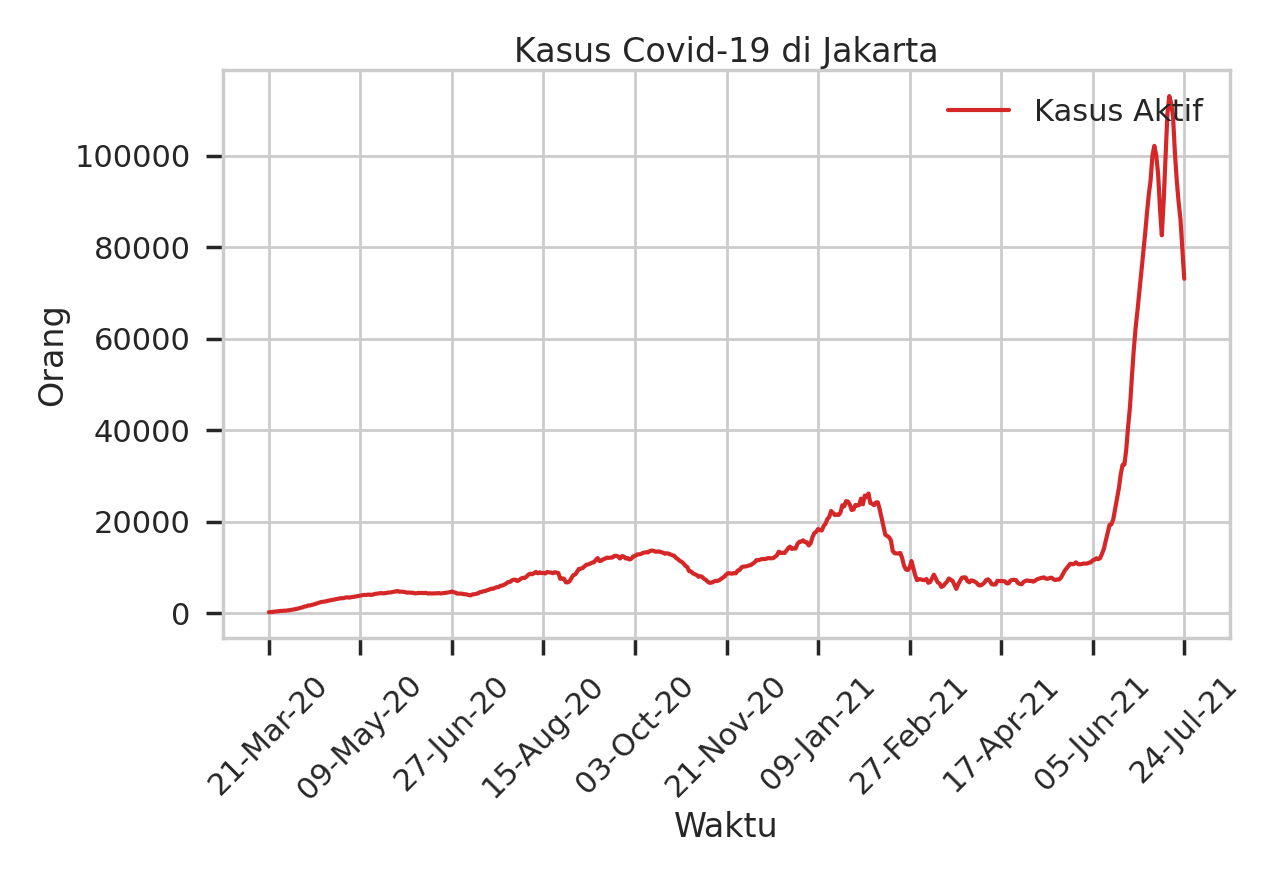 Kasus Covid-19 di Jakarta
Kasus Aktif
100000
80000
60000
40000
20000
0
Orang
21-Mar-20
09-May-20
27-Jun-20
15-Aug-20
03-Oct-20
21-Nov-20
09-Jan-21
27-Feb-21
17-Apr-21
05-Jun-21
24-Jul-21
Waktu